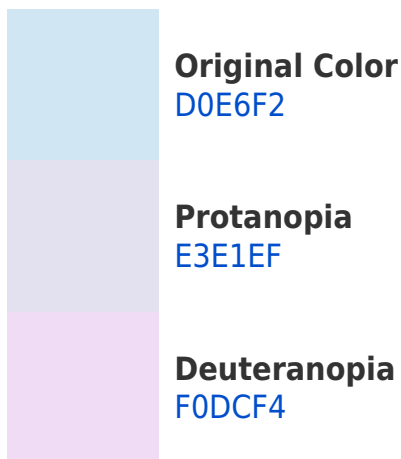 Original Color
D0E6F2
Protanopia
E3E1EF
Deuteranopia
F0DCF4